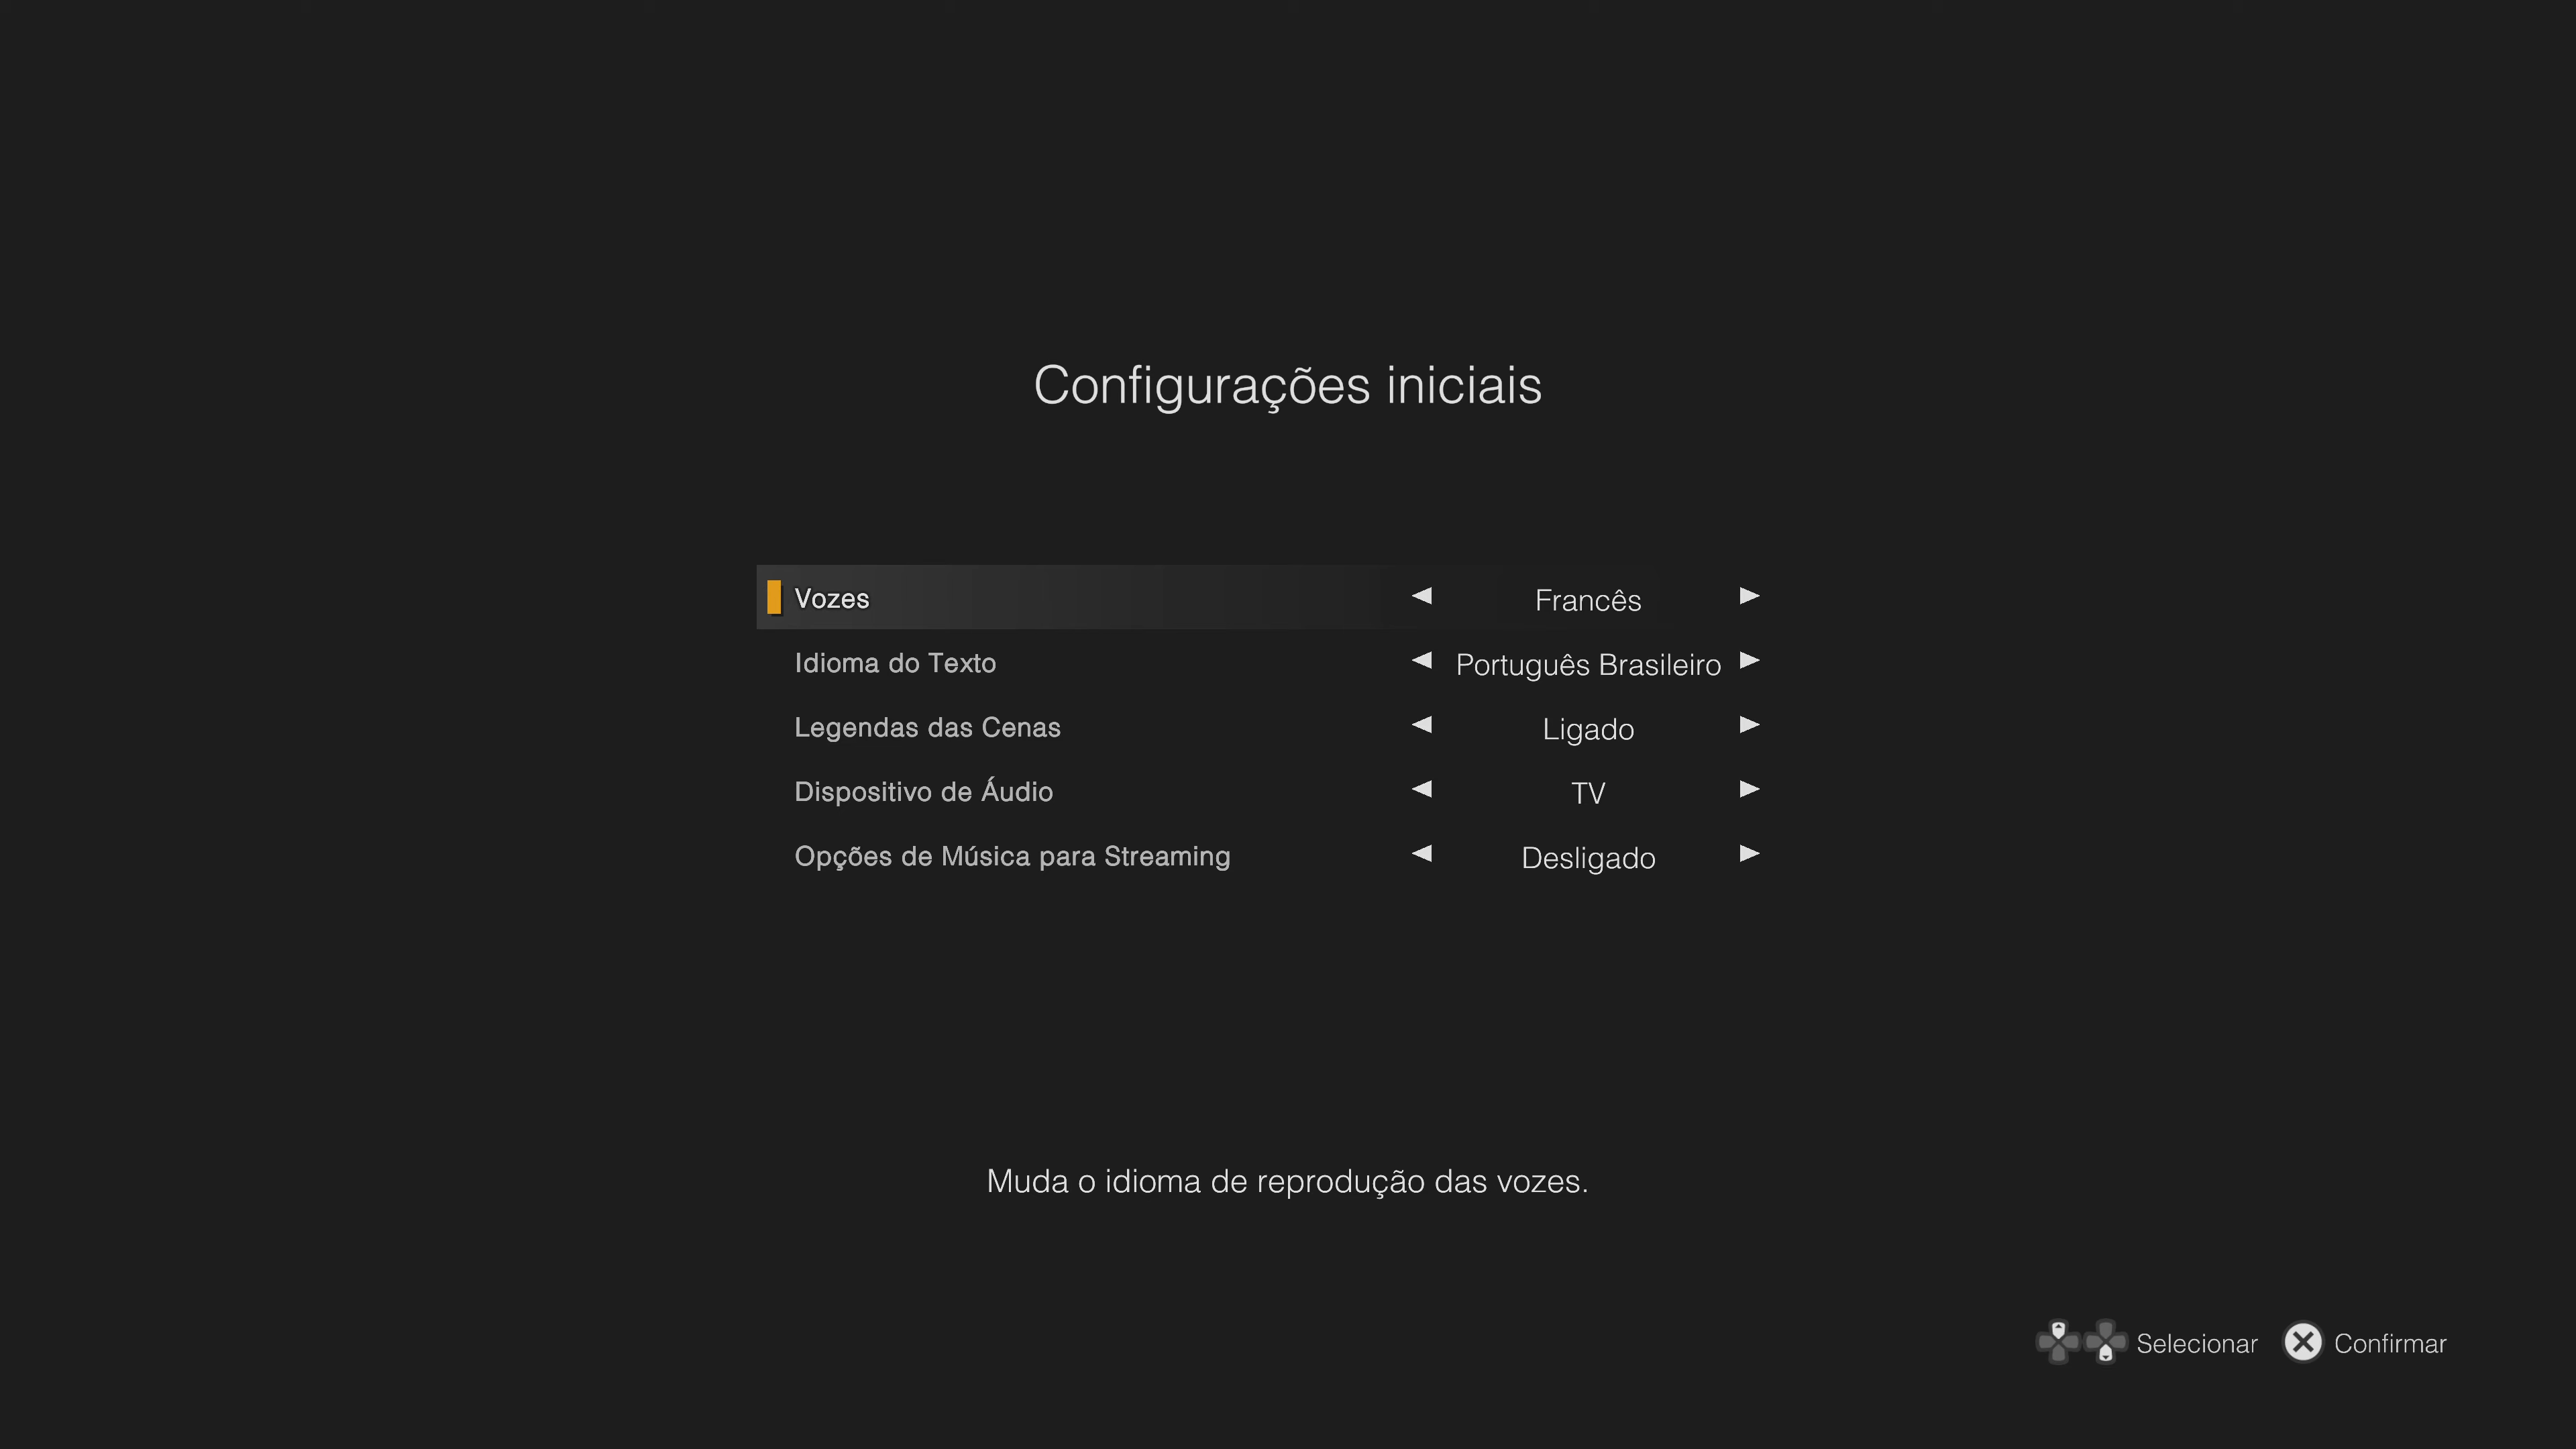 Configurações iniciais
Vozes Francês
Idioma do Texto Português Brasileiro
Legendas das Cenas Ligado
Dispositivo de Áudio TV
Opções de Música para Streaming Desligado
Muda o idioma de reprodução das vozes.
Selecionar Confirmar